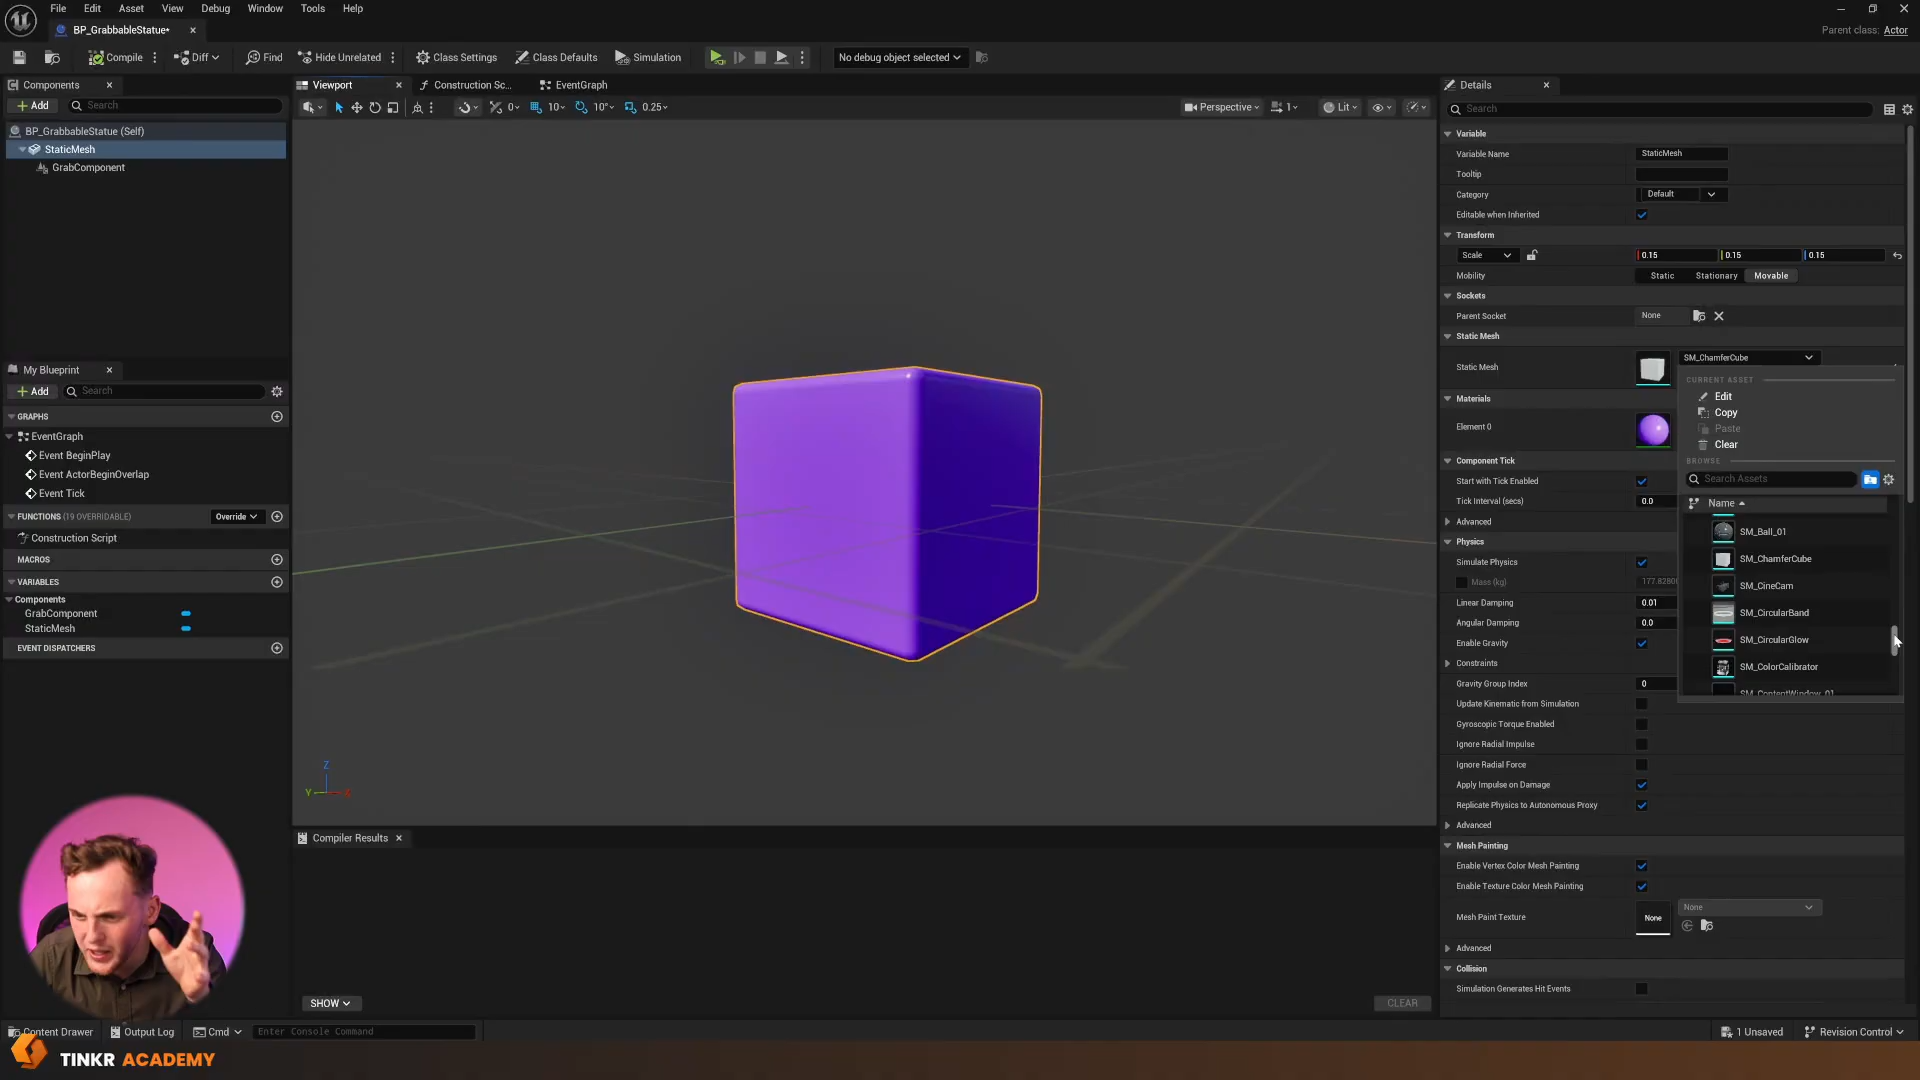 File Edit Asset View Debug Window Tools Help
BP_GrabbableStatue*
Parent class: Actor
Compile Diff Find Hide Unrelated Class Settings Class Defaults Simulation No debug object selected
Components
Add Search
BP_GrabbableStatue (Self)
StaticMesh
GrabComponent
My Blueprint
Add Search
GRAPHS
EventGraph
Event BeginPlay
Event ActorBeginOverlap
Event Tick
FUNCTIONS (19 OVERRIDABLE) Override
Construction Script
MACROS
VARIABLES
Components
GrabComponent
StaticMesh
EVENT DISPATCHERS
Viewport Construction Sc... EventGraph
0 10 10° 0.25 Perspective 1 Lit
Z
Y X
Compiler Results
SHOW CLEAR
Details
Search
Variable
Variable Name StaticMesh
Tooltip
Category Default
Editable when Inherited
Transform
Scale 0.15 0.15 0.15
Mobility Static Stationary Movable
Sockets
Parent Socket None
Static Mesh
Static Mesh SM_ChamferCube
CURRENT ASSET
Edit
Copy
Paste
Clear
BROWSE
Search Assets
Name
SM_Ball_01
SM_ChamferCube
SM_CineCam
SM_CircularBand
SM_CircularGlow
SM_ColorCalibrator
SM_ContentWindow_01
Materials
Element 0
Component Tick
Start with Tick Enabled
Tick Interval (secs) 0.0
Advanced
Physics
Simulate Physics
Mass (kg) 177.8280
Linear Damping 0.01
Angular Damping 0.0
Enable Gravity
Constraints
Gravity Group Index 0
Update Kinematic from Simulation
Gyroscopic Torque Enabled
Ignore Radial Impulse
Ignore Radial Force
Apply Impulse on Damage
Replicate Physics to Autonomous Proxy
Advanced
Mesh Painting
Enable Vertex Color Mesh Painting
Enable Texture Color Mesh Painting
Mesh Paint Texture None None
Advanced
Collision
Simulation Generates Hit Events
Content Drawer Output Log Cmd Enter Console Command 1 Unsaved Revision Control
TINKR ACADEMY